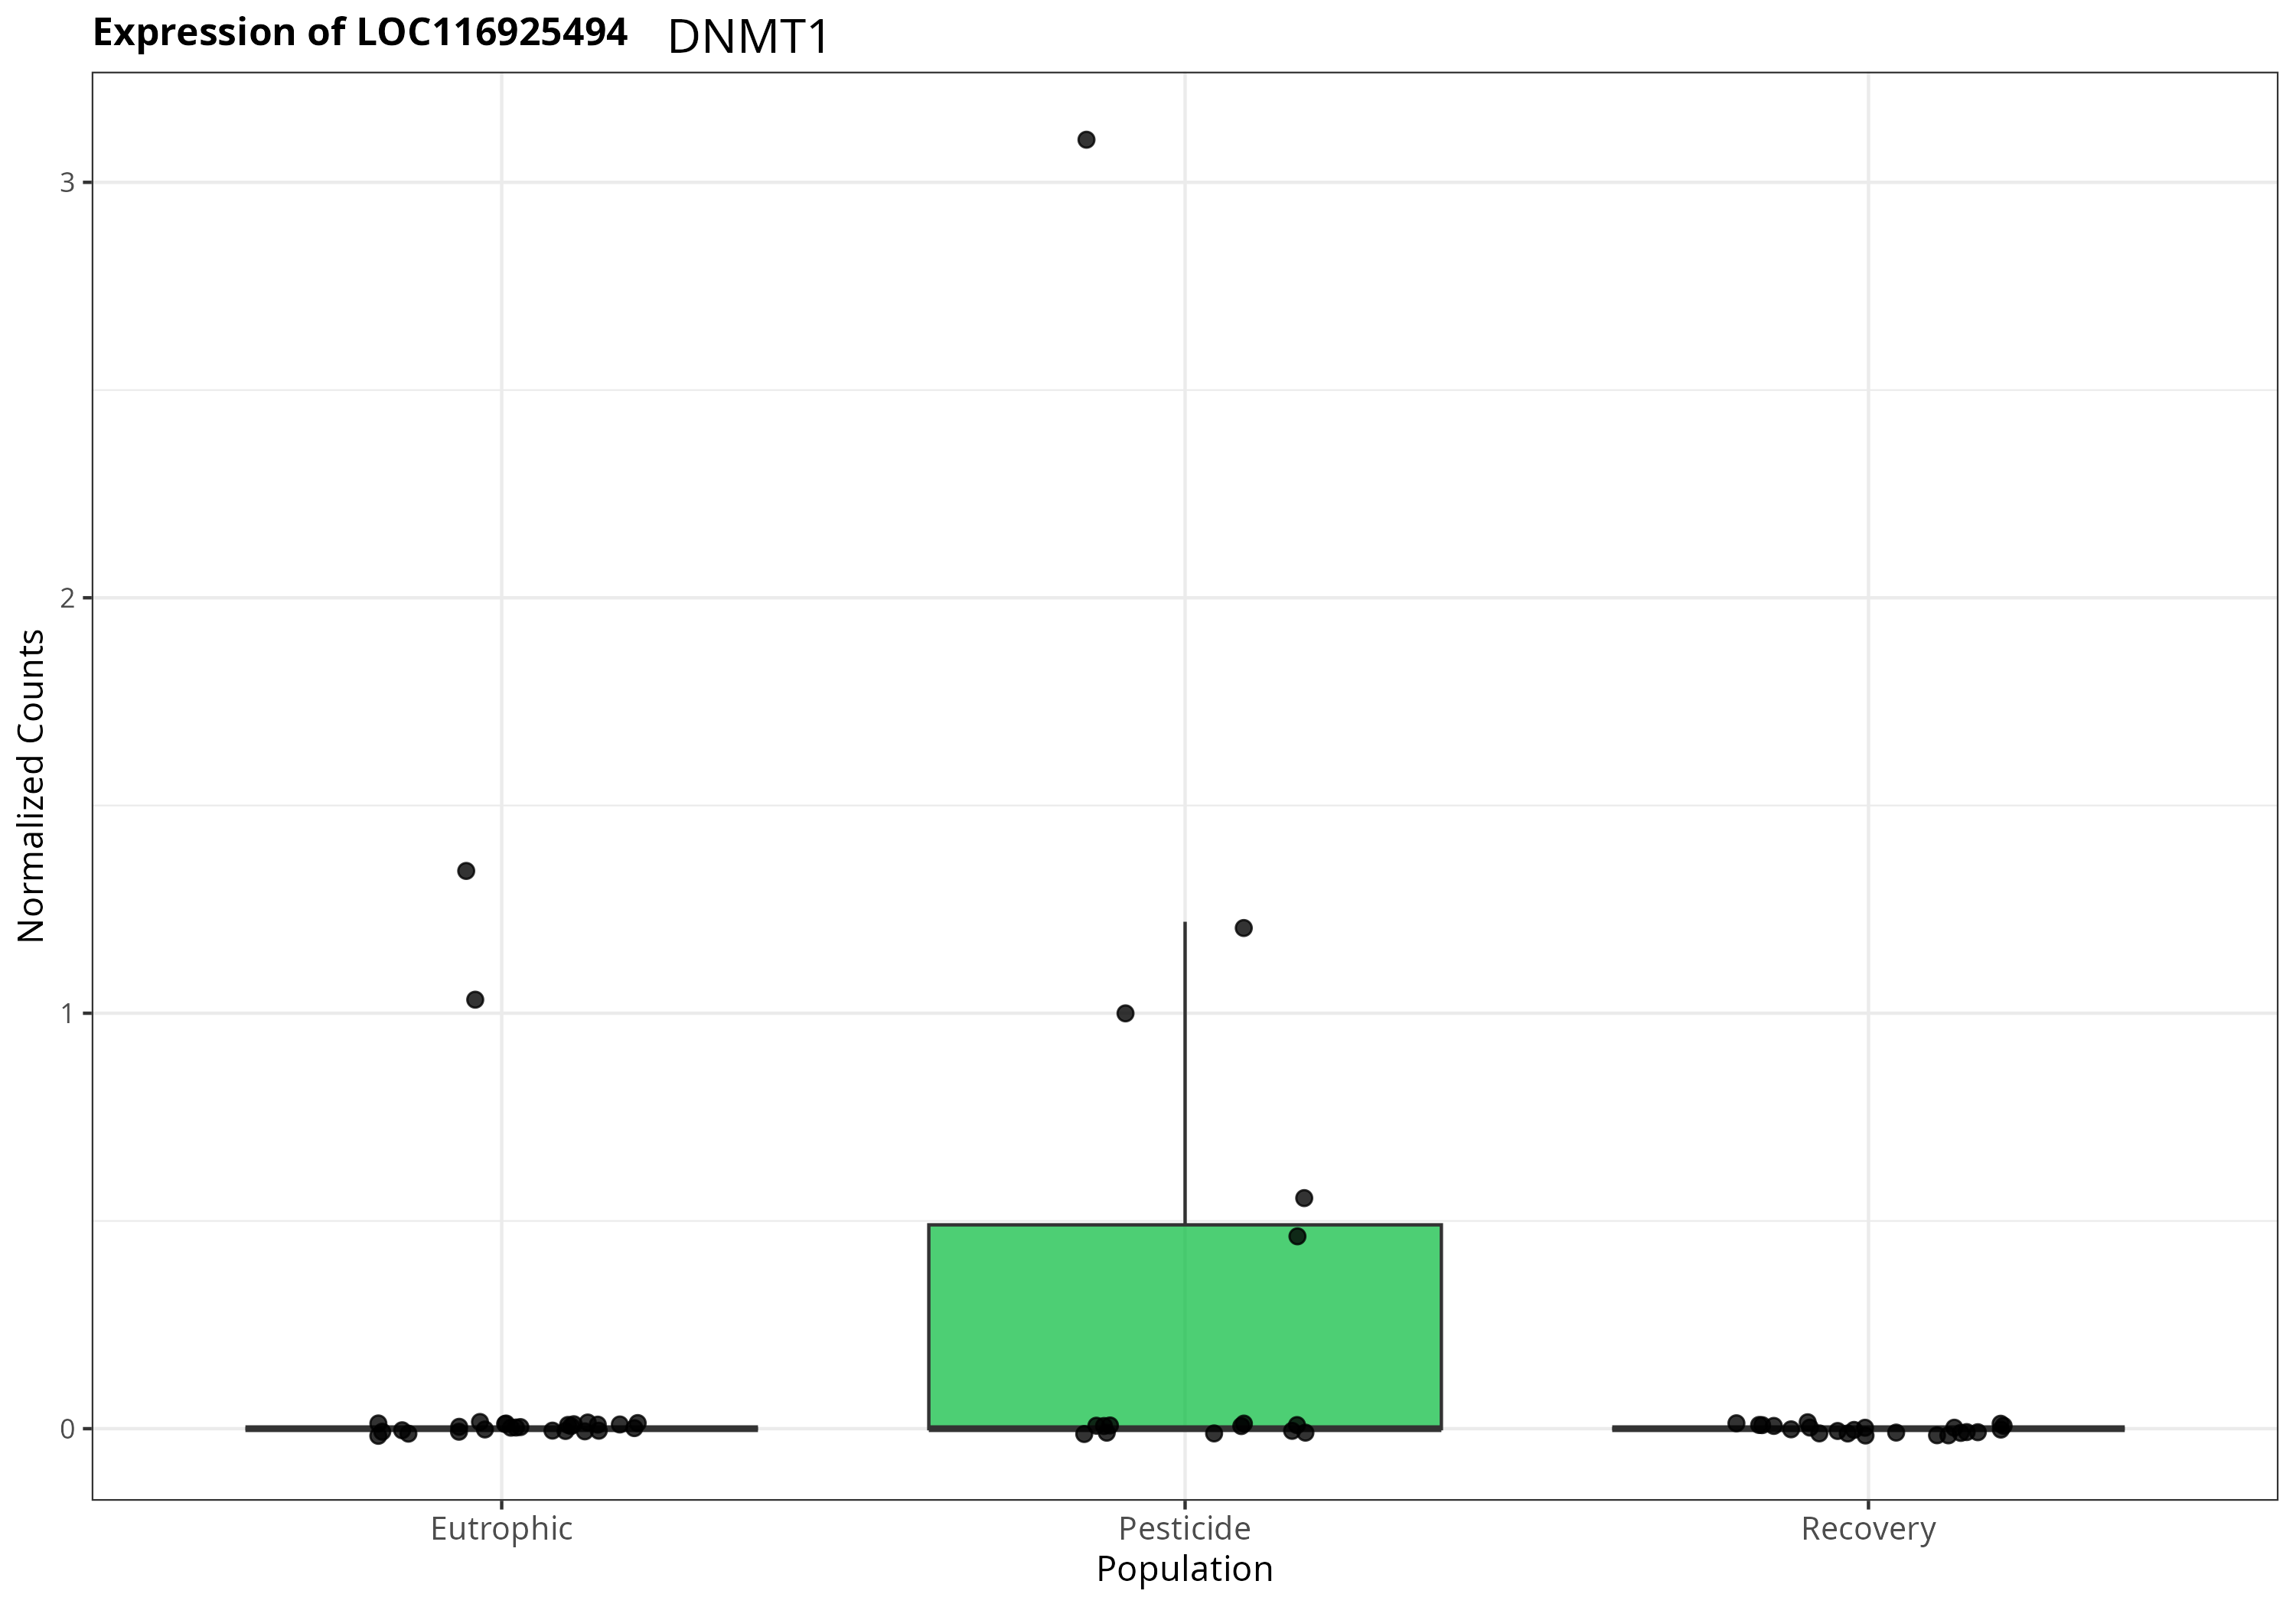 Expression of LOC116925494 DNMT1
3
2
1
0
Normalized Counts
Eutrophic Pesticide Recovery
Population